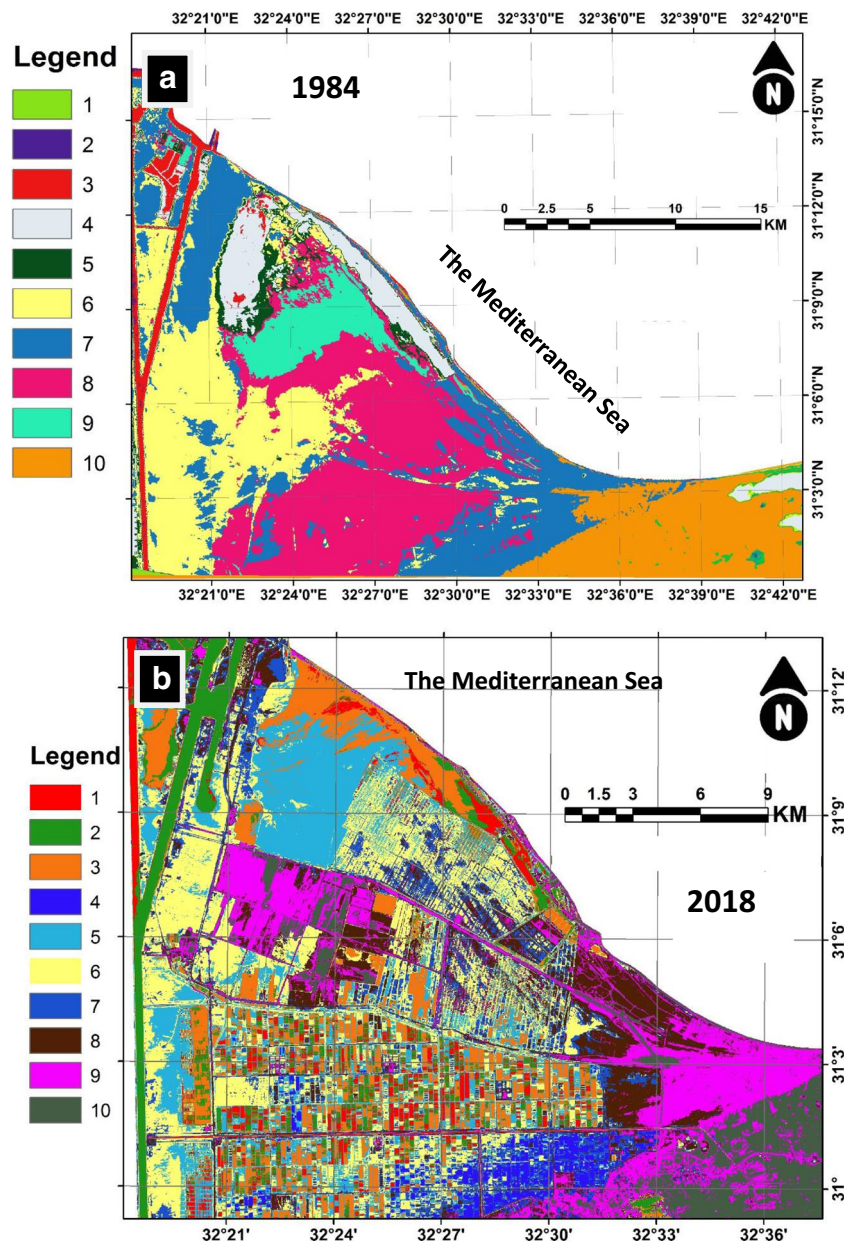 32°21'0"E 32°24'0"E 32°27'0"E 32°30'0"E 32°33'0"E 32°36'0"E 32°39'0"E 32°42'0"E
Legend
a
1984
N
1
2
3
4
5
6
7
8
9
10
0 2.5 5 10 15
KM
The Mediterranean Sea
31°15'0"N
31°12'0"N
31°9'0"N
31°6'0"N
31°3'0"N
32°21'0"E 32°24'0"E 32°27'0"E 32°30'0"E 32°33'0"E 32°36'0"E 32°39'0"E 32°42'0"E
b
The Mediterranean Sea
N
Legend
1
2
3
4
5
6
7
8
9
10
0 1.5 3 6 9
KM
2018
31°12'
31°9'
31°6'
31°3'
31°
32°21' 32°24' 32°27' 32°30' 32°33' 32°36'